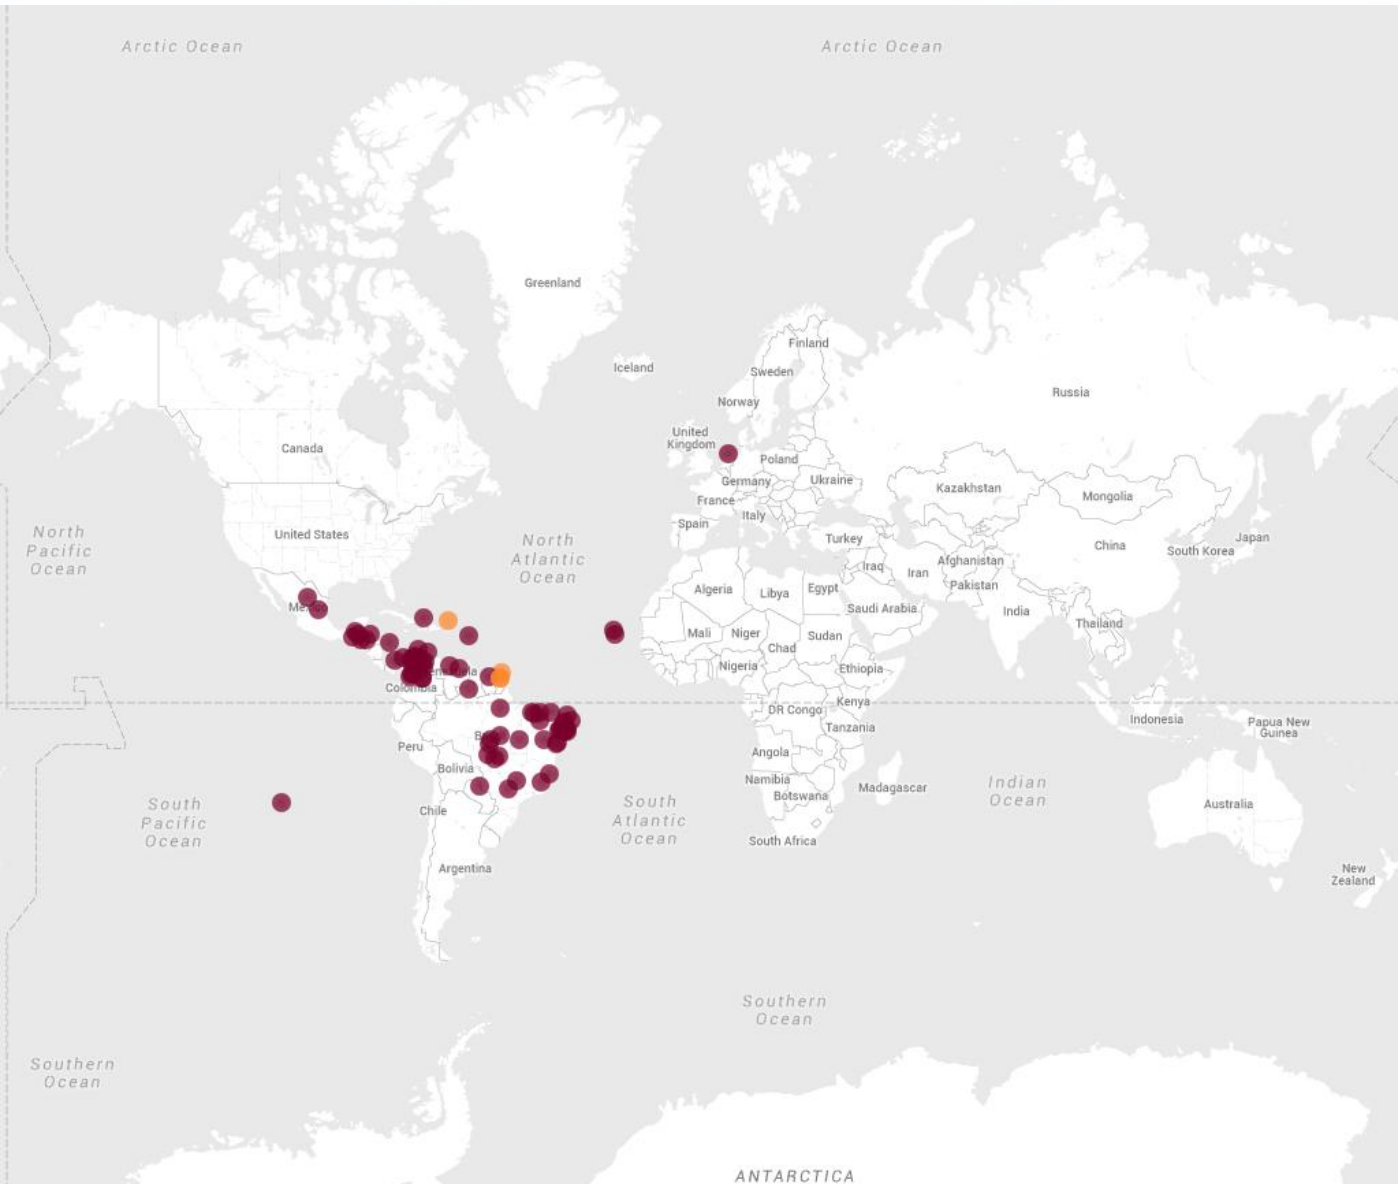 Arctic Ocean
Arctic Ocean
Greenland
Finland
Iceland
Sweden
Russia
Norway
United
Kingdom
Canada
Poland
Ukraine
Germany
Kazakhstan
Mongolia
France
Italy
Spain
United States
North
Pacific
Ocean
North
Atlantic
Ocean
Turkey
China
South Korea
Japan
Iraq
Iran
Afghanistan
Pakistan
Algeria
Libya
Egypt
Saudi Arabia
India
Thailand
Mali
Niger
Chad
Sudan
Nigeria
Ethiopia
Colombia
Kenya
DR Congo
Tanzania
Indonesia
Papua New
Guinea
Peru
Angola
Bolivia
Namibia
Botswana
Madagascar
Indian
Ocean
South
Pacific
Ocean
Chile
South
Atlantic
Ocean
Australia
South Africa
Argentina
New
Zealand
Southern
Ocean
Southern
Ocean
ANTARCTICA